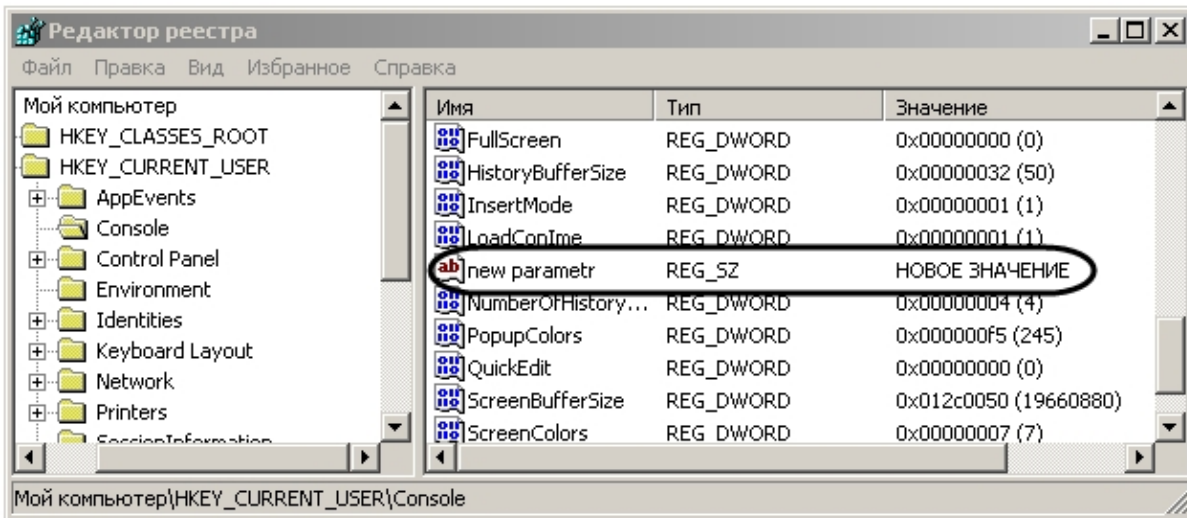 Редактор реестра
Файл Правка Вид Избранное Справка
Мой компьютер
HKEY_CLASSES_ROOT
HKEY_CURRENT_USER
AppEvents
Console
Control Panel
Environment
Identities
Keyboard Layout
Network
Printers
SessionInformation
Имя Тип Значение
FullScreen REG_DWORD 0x00000000 (0)
HistoryBufferSize REG_DWORD 0x00000032 (50)
InsertMode REG_DWORD 0x00000001 (1)
LoadConIme REG_DWORD 0x00000001 (1)
new parametr REG_SZ НОВОЕ ЗНАЧЕНИЕ
NumberOfHistory... REG_DWORD 0x00000004 (4)
PopupColors REG_DWORD 0x000000f5 (245)
QuickEdit REG_DWORD 0x00000000 (0)
ScreenBufferSize REG_DWORD 0x012c0050 (19660880)
ScreenColors REG_DWORD 0x00000007 (7)
Мой компьютер\HKEY_CURRENT_USER\Console